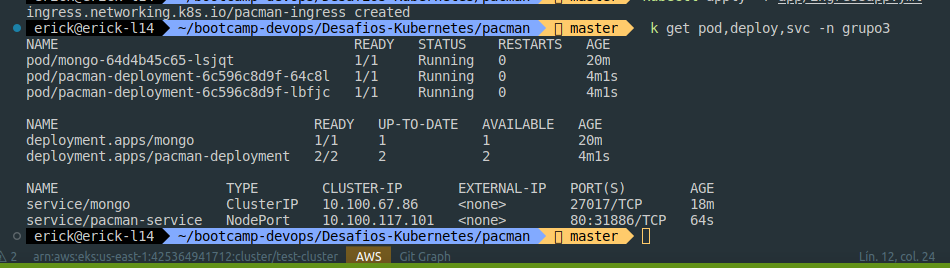 ingress.networking.k8s.io/pacman-ingress created
erick@erick-l14 ~/bootcamp-devops/Desafios-Kubernetes/pacman master k get pod,deploy,svc -n grupo3
NAME READY STATUS RESTARTS AGE
pod/mongo-64d4b45c65-lsjqt 1/1 Running 0 20m
pod/pacman-deployment-6c596c8d9f-64c8l 1/1 Running 0 4m1s
pod/pacman-deployment-6c596c8d9f-lbfjc 1/1 Running 0 4m1s
NAME READY UP-TO-DATE AVAILABLE AGE
deployment.apps/mongo 1/1 1 1 20m
deployment.apps/pacman-deployment 2/2 2 2 4m1s
NAME TYPE CLUSTER-IP EXTERNAL-IP PORT(S) AGE
service/mongo ClusterIP 10.100.67.86 <none> 27017/TCP 18m
service/pacman-service NodePort 10.100.117.101 <none> 80:31886/TCP 64s
erick@erick-l14 ~/bootcamp-devops/Desafios-Kubernetes/pacman master
2 arn:aws:eks:us-east-1:425364941712:cluster/test-cluster AWS Git Graph Lín. 12, col. 24